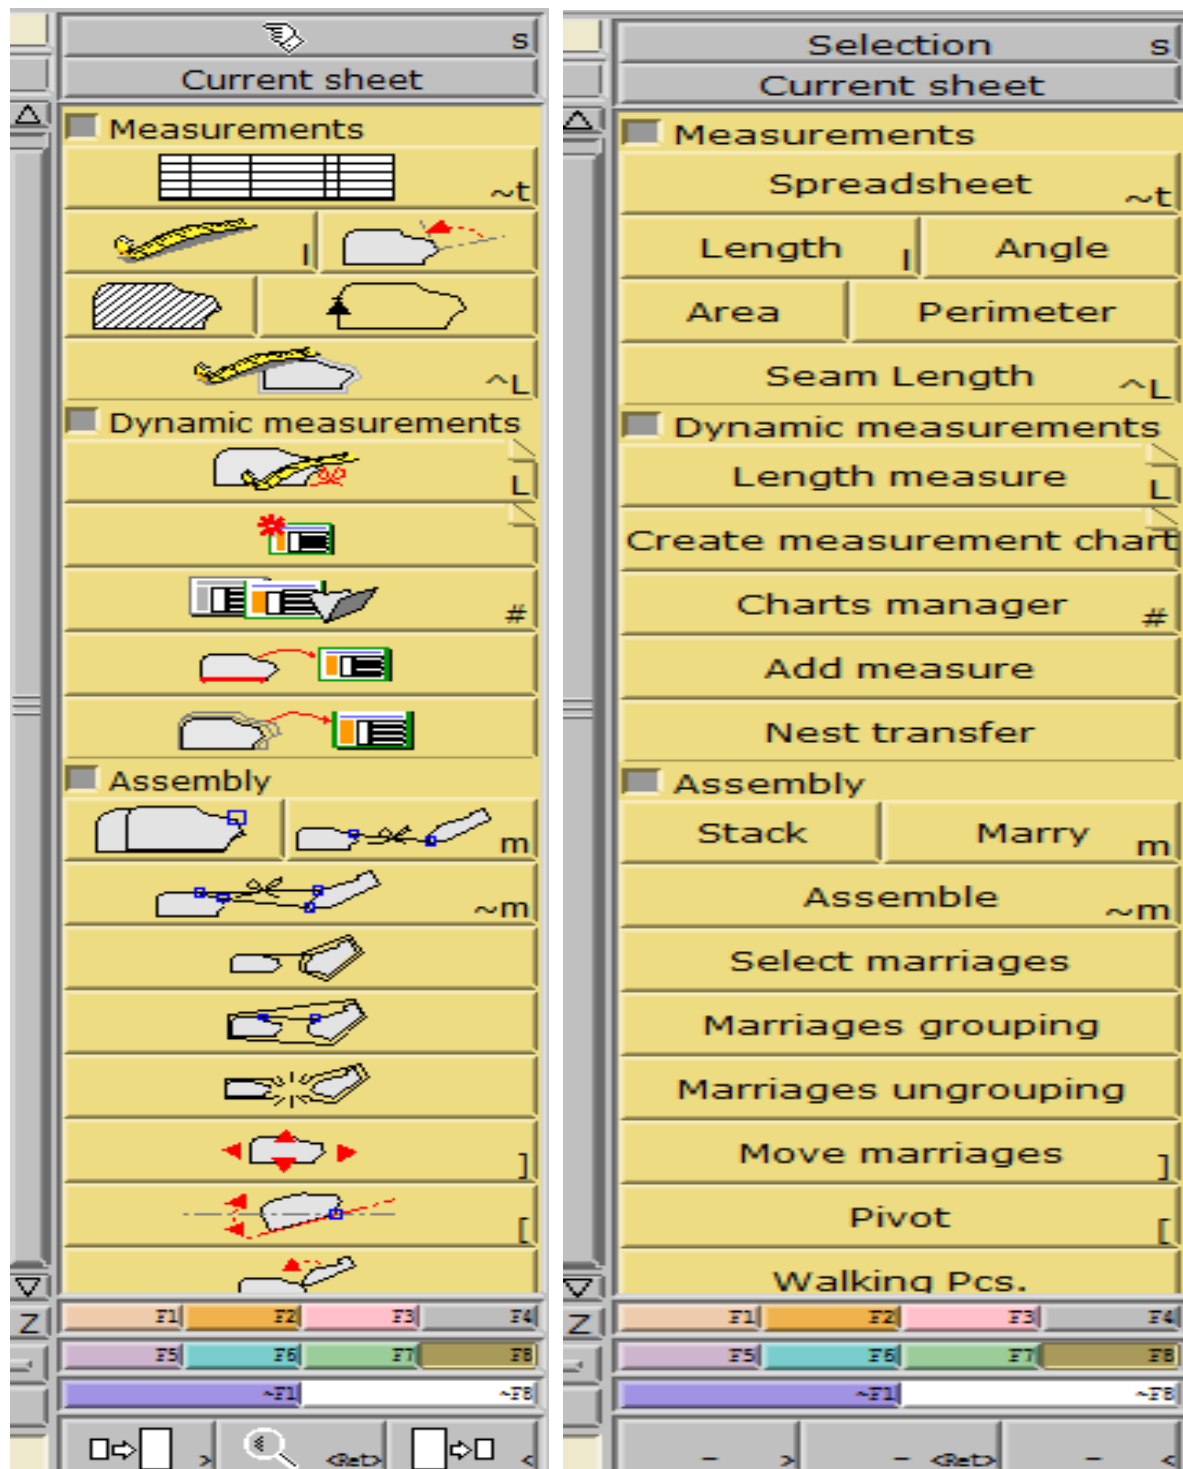 s
Current sheet
Measurements
~t
l
^L
Dynamic measurements
L
#
Assembly
m
~m
]
[
Z
F1 F2 F3 F4
F5 F6 F7 F8
~F1 ~F8
> <Ret> <
Selection s
Current sheet
Measurements
Spreadsheet ~t
Length l Angle
Area Perimeter
Seam Length ^L
Dynamic measurements
Length measure L
Create measurement chart
Charts manager #
Add measure
Nest transfer
Assembly
Stack Marry m
Assemble ~m
Select marriages
Marriages grouping
Marriages ungrouping
Move marriages ]
Pivot [
Walking Pcs.
Z
F1 F2 F3 F4
F5 F6 F7 F8
~F1 ~F8
– > – <Ret> – <